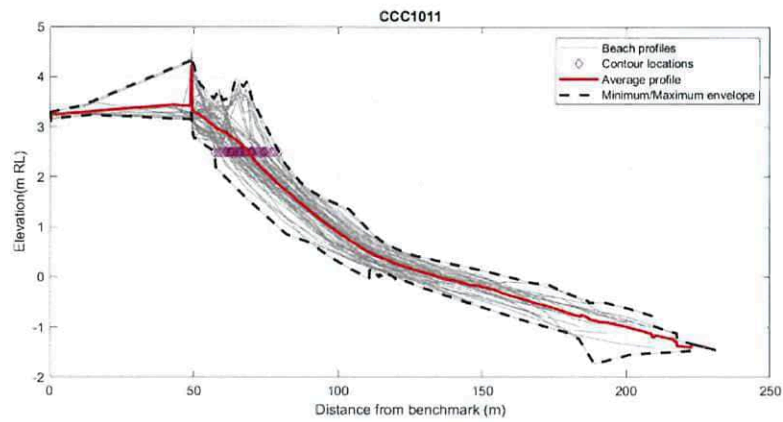 CCC1011
Beach profiles
Contour locations
Average profile
Minimum/Maximum envelope
Elevation(m RL)
5
4
3
2
1
0
-1
-2
0
50
100
150
200
250
Distance from benchmark (m)